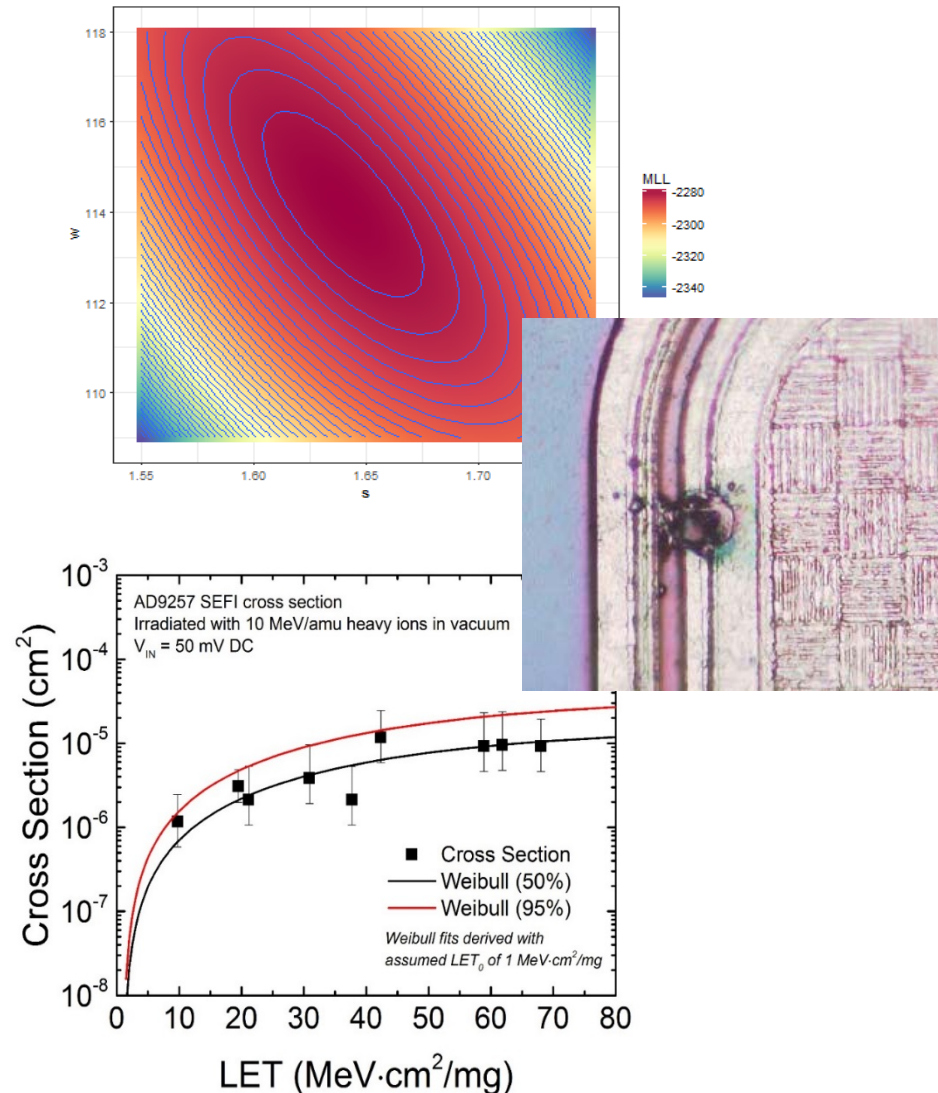 118
116
114
112
110
w
1.55
1.60
1.65
1.70
s
MLL
-2280
-2300
-2320
-2340
10-3
10-4
10-5
10-6
10-7
10-8
Cross Section (cm2)
AD9257 SEFI cross section
Irradiated with 10 MeV/amu heavy ions in vacuum
VIN = 50 mV DC
Cross Section
Weibull (50%)
Weibull (95%)
Weibull fits derived with
assumed LET0 of 1 MeV·cm2/mg
0 10 20 30 40 50 60 70 80
LET (MeV·cm2/mg)